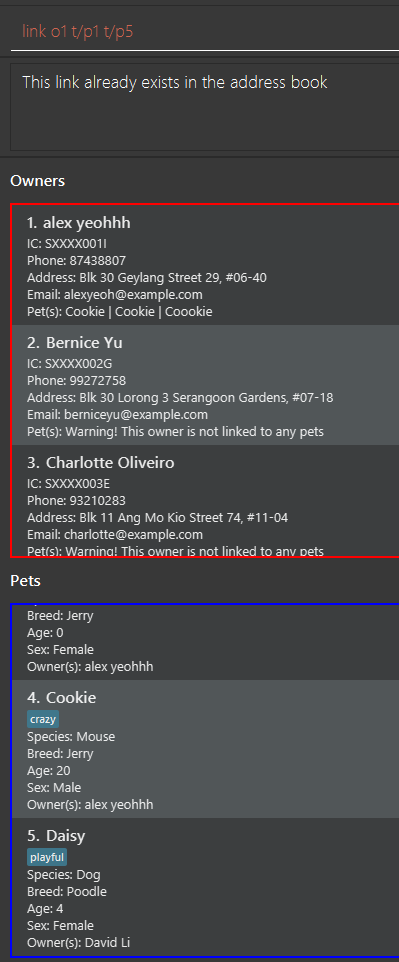 link o1 t/p1 t/p5
This link already exists in the address book
Owners
1. alex yeohhh
IC: SXXXX001I
Phone: 87438807
Address: Blk 30 Geylang Street 29, #06-40
Email: alexyeoh@example.com
Pet(s): Cookie | Cookie | Coookie
2. Bernice Yu
IC: SXXXX002G
Phone: 99272758
Address: Blk 30 Lorong 3 Serangoon Gardens, #07-18
Email: berniceyu@example.com
Pet(s): Warning! This owner is not linked to any pets
3. Charlotte Oliveiro
IC: SXXXX003E
Phone: 93210283
Address: Blk 11 Ang Mo Kio Street 74, #11-04
Email: charlotte@example.com
Pet(s): Warning! This owner is not linked to any pets
Pets
Breed: Jerry
Age: 0
Sex: Female
Owner(s): alex yeohhh
4. Cookie
crazy
Species: Mouse
Breed: Jerry
Age: 20
Sex: Male
Owner(s): alex yeohhh
5. Daisy
playful
Species: Dog
Breed: Poodle
Age: 4
Sex: Female
Owner(s): David Li